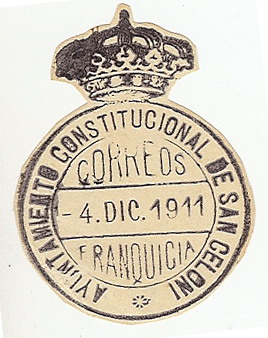 AYUNTAMIENTO CONSTITUCIONAL DE SAN CELONI
CORREOS
-4. DIC. 1911
FRANQUICIA